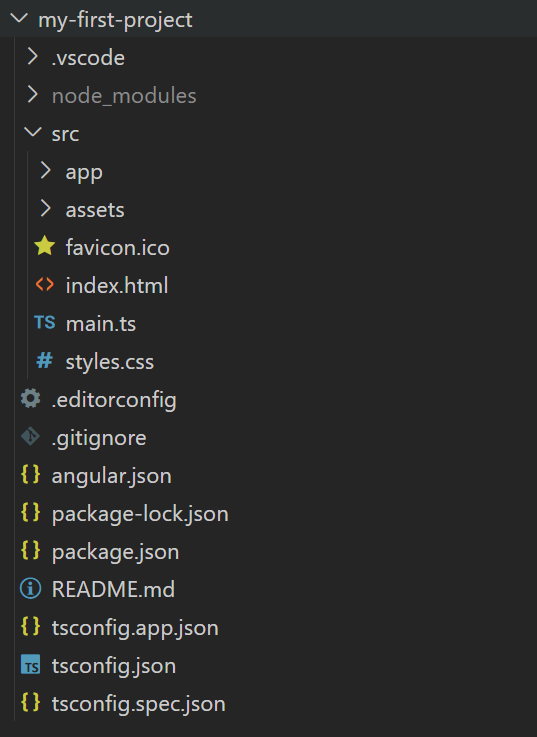 my-first-project
.vscode
node_modules
src
app
assets
favicon.ico
<> index.html
TS main.ts
# styles.css
.editorconfig
.gitignore
{} angular.json
{} package-lock.json
{} package.json
README.md
{} tsconfig.app.json
TS tsconfig.json
{} tsconfig.spec.json